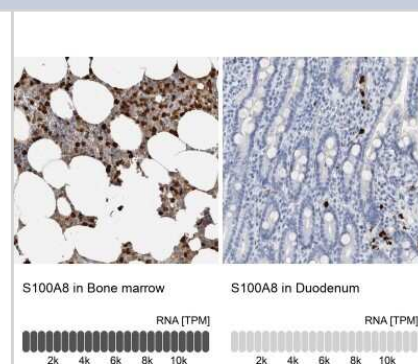 S100A8 in Bone marrow
RNA [TPM]
2k 4k 6k 8k 10k
S100A8 in Duodenum
RNA [TPM]
2k 4k 6k 8k 10k